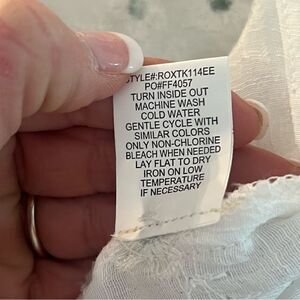 STYLE#:ROXTK114EE
PO#FF4057
TURN INSIDE OUT
MACHINE WASH
COLD WATER
GENTLE CYCLE WITH
SIMILAR COLORS
ONLY NON-CHLORINE
BLEACH WHEN NEEDED
LAY FLAT TO DRY
IRON ON LOW
TEMPERATURE
IF NECESSARY